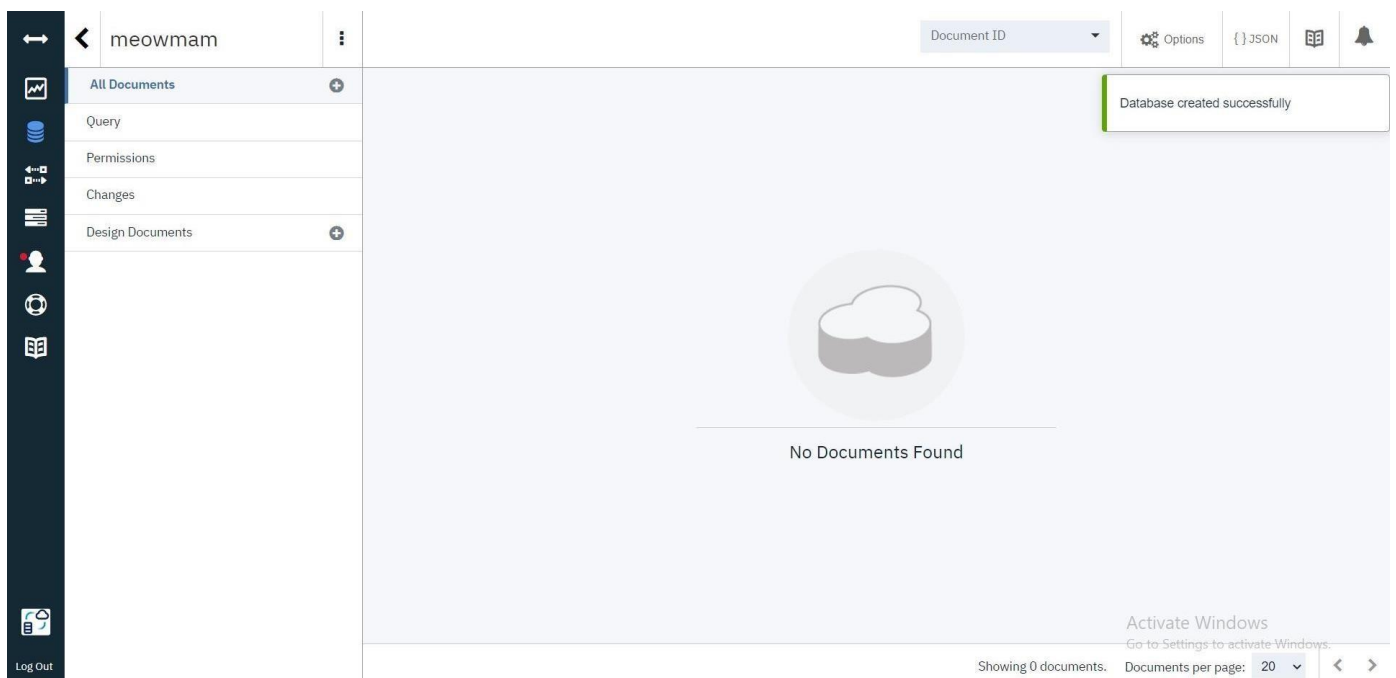 meowmam
Document ID
Options
{ } JSON
All Documents
Query
Permissions
Changes
Design Documents
Database created successfully
No Documents Found
Activate Windows
Go to Settings to activate Windows.
Log Out
Showing 0 documents. Documents per page: 20